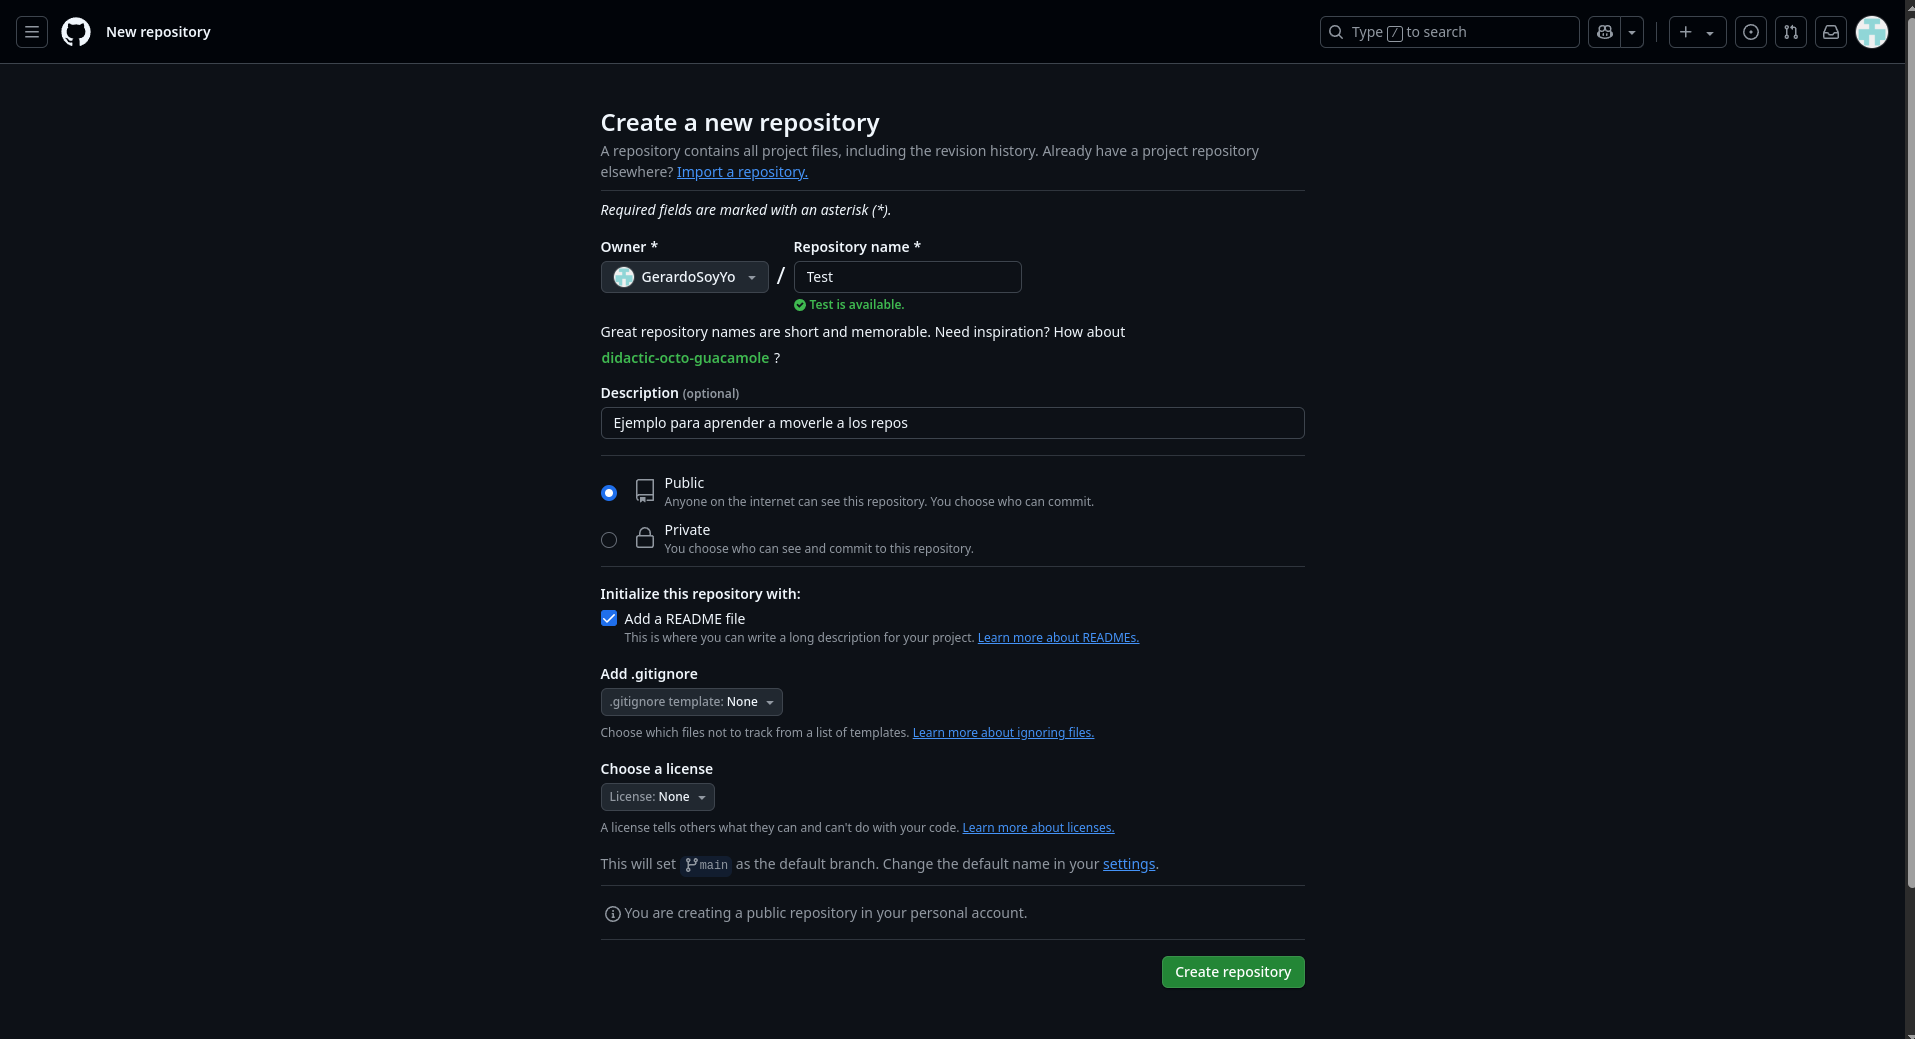 New repository
Type / to search
Create a new repository
A repository contains all project files, including the revision history. Already have a project repository
elsewhere? Import a repository.
Required fields are marked with an asterisk (*).
Owner * Repository name *
GerardoSoyYo / Test
Test is available.
Great repository names are short and memorable. Need inspiration? How about
didactic-octo-guacamole ?
Description (optional)
Ejemplo para aprender a moverle a los repos
Public
Anyone on the internet can see this repository. You choose who can commit.
Private
You choose who can see and commit to this repository.
Initialize this repository with:
Add a README file
This is where you can write a long description for your project. Learn more about READMEs.
Add .gitignore
.gitignore template: None
Choose which files not to track from a list of templates. Learn more about ignoring files.
Choose a license
License: None
A license tells others what they can and can't do with your code. Learn more about licenses.
This will set main as the default branch. Change the default name in your settings.
You are creating a public repository in your personal account.
Create repository